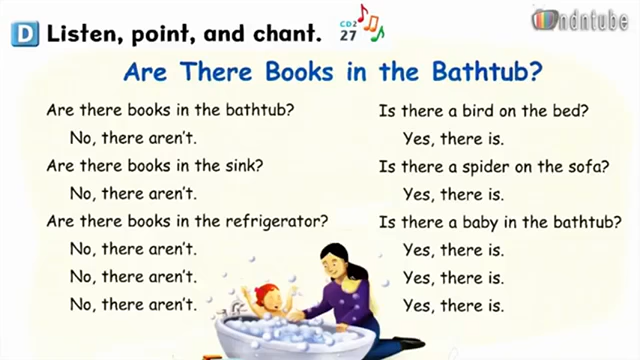 D Listen, point, and chant.
CD2
27
ndntube
Are There Books in the Bathtub?
Are there books in the bathtub?
No, there aren't.
Are there books in the sink?
No, there aren't.
Are there books in the refrigerator?
No, there aren't.
No, there aren't.
No, there aren't.
Is there a bird on the bed?
Yes, there is.
Is there a spider on the sofa?
Yes, there is.
Is there a baby in the bathtub?
Yes, there is.
Yes, there is.
Yes, there is.